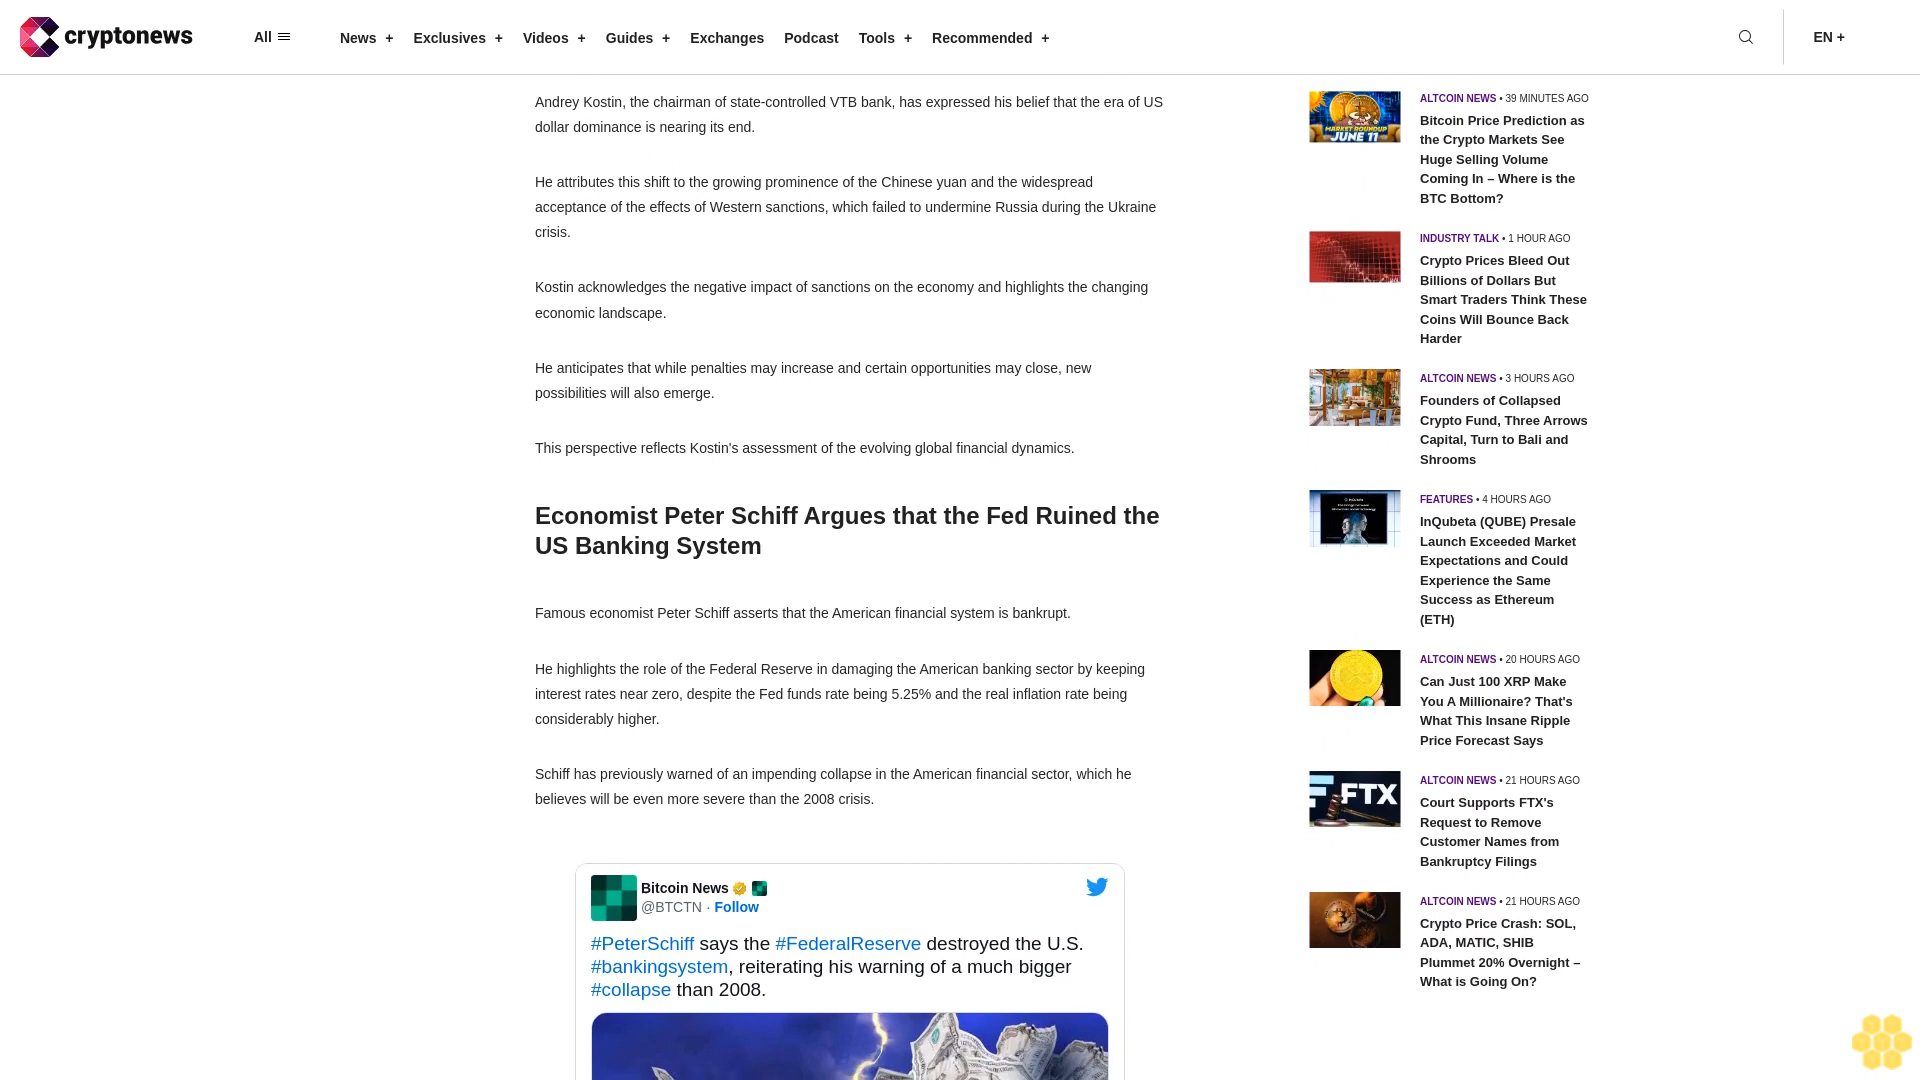 cryptonews
All
News +
Exclusives +
Videos +
Guides +
Exchanges
Podcast
Tools +
Recommended +
EN +
Andrey Kostin, the chairman of state-controlled VTB bank, has expressed his belief that the era of US
dollar dominance is nearing its end.
He attributes this shift to the growing prominence of the Chinese yuan and the widespread
acceptance of the effects of Western sanctions, which failed to undermine Russia during the Ukraine
crisis.
Kostin acknowledges the negative impact of sanctions on the economy and highlights the changing
economic landscape.
He anticipates that while penalties may increase and certain opportunities may close, new
possibilities will also emerge.
This perspective reflects Kostin's assessment of the evolving global financial dynamics.
Economist Peter Schiff Argues that the Fed Ruined the
US Banking System
Famous economist Peter Schiff asserts that the American financial system is bankrupt.
He highlights the role of the Federal Reserve in damaging the American banking sector by keeping
interest rates near zero, despite the Fed funds rate being 5.25% and the real inflation rate being
considerably higher.
Schiff has previously warned of an impending collapse in the American financial sector, which he
believes will be even more severe than the 2008 crisis.
Bitcoin News
@BTCTN · Follow
#PeterSchiff says the #FederalReserve destroyed the U.S.
#bankingsystem, reiterating his warning of a much bigger
#collapse than 2008.
MARKET ROUNDUP
JUNE 11
ALTCOIN NEWS • 39 MINUTES AGO
Bitcoin Price Prediction as
the Crypto Markets See
Huge Selling Volume
Coming In – Where is the
BTC Bottom?
INDUSTRY TALK • 1 HOUR AGO
Crypto Prices Bleed Out
Billions of Dollars But
Smart Traders Think These
Coins Will Bounce Back
Harder
ALTCOIN NEWS • 3 HOURS AGO
Founders of Collapsed
Crypto Fund, Three Arrows
Capital, Turn to Bali and
Shrooms
FEATURES • 4 HOURS AGO
InQubeta (QUBE) Presale
Launch Exceeded Market
Expectations and Could
Experience the Same
Success as Ethereum
(ETH)
ALTCOIN NEWS • 20 HOURS AGO
Can Just 100 XRP Make
You A Millionaire? That's
What This Insane Ripple
Price Forecast Says
FTX
ALTCOIN NEWS • 21 HOURS AGO
Court Supports FTX's
Request to Remove
Customer Names from
Bankruptcy Filings
ALTCOIN NEWS • 21 HOURS AGO
Crypto Price Crash: SOL,
ADA, MATIC, SHIB
Plummet 20% Overnight –
What is Going On?